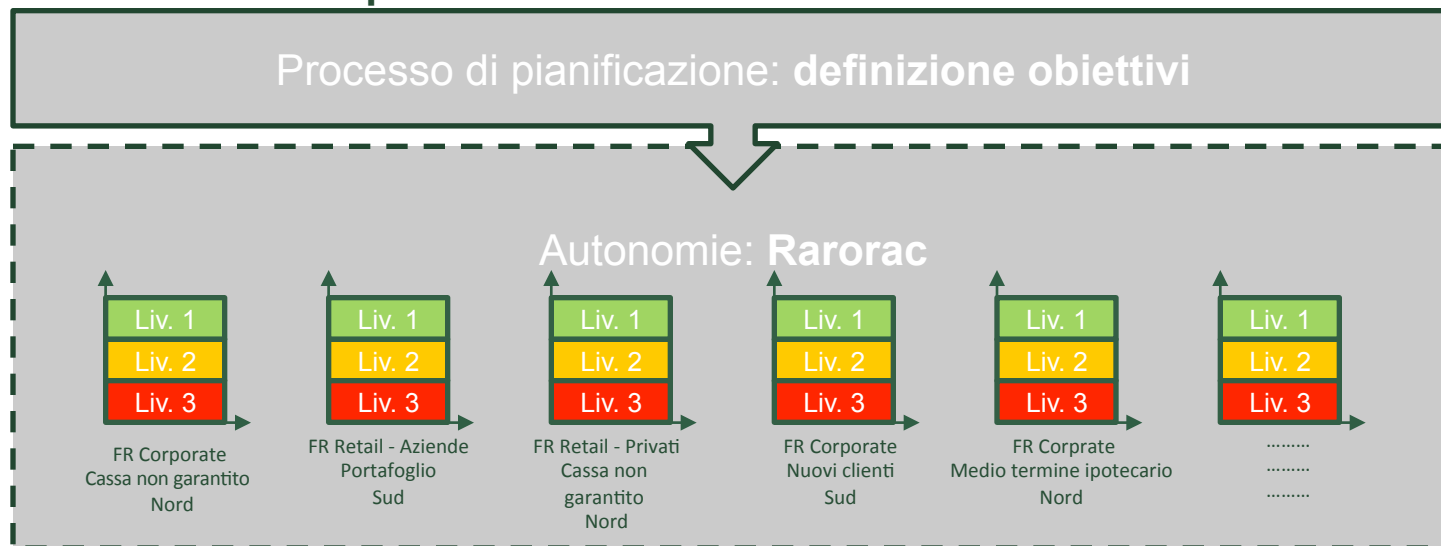 Processo di pianificazione: definizione obiettivi
Autonomie: Rarorac
Liv. 1
Liv. 2
Liv. 3
FR Corporate
Cassa non garantito
Nord
Liv. 1
Liv. 2
Liv. 3
FR Retail - Aziende
Portafoglio
Sud
Liv. 1
Liv. 2
Liv. 3
FR Retail - Privati
Cassa non
garantito
Nord
Liv. 1
Liv. 2
Liv. 3
FR Corporate
Nuovi clienti
Sud
Liv. 1
Liv. 2
Liv. 3
FR Corprate
Medio termine ipotecario
Nord
Liv. 1
Liv. 2
Liv. 3
.........
.........
.........